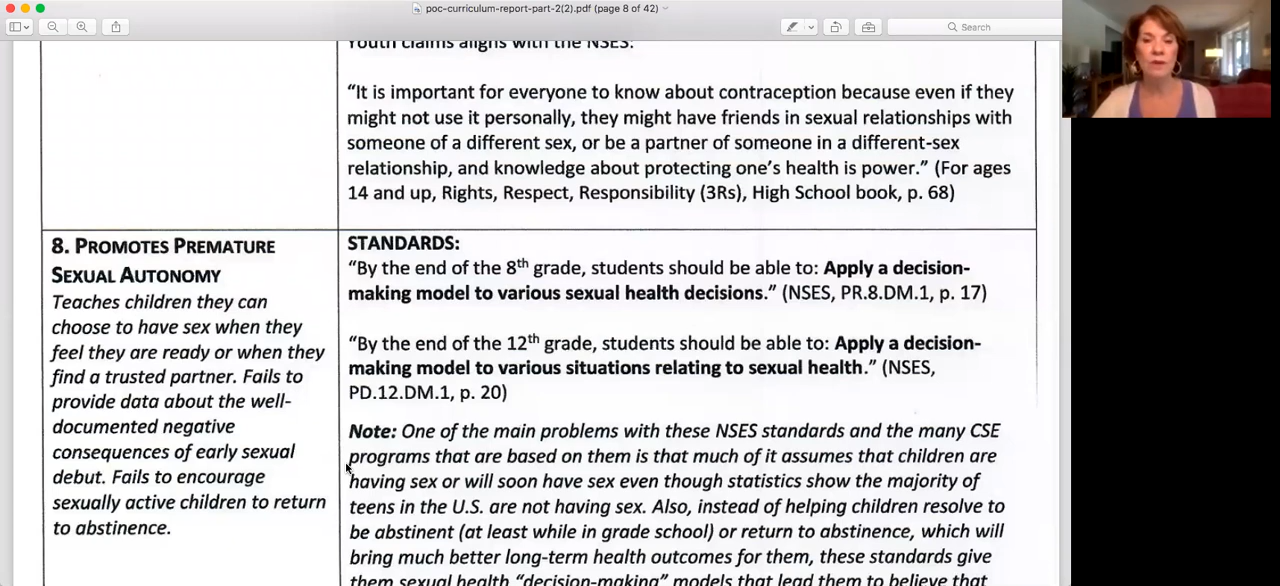 poc-curriculum-report-part-2(2).pdf (page 8 of 42)
Search
Youth claims aligns with the NSES:
“It is important for everyone to know about contraception because even if they
might not use it personally, they might have friends in sexual relationships with
someone of a different sex, or be a partner of someone in a different-sex
relationship, and knowledge about protecting one’s health is power.” (For ages
14 and up, Rights, Respect, Responsibility (3Rs), High School book, p. 68)
8. PROMOTES PREMATURE
SEXUAL AUTONOMY
Teaches children they can
choose to have sex when they
feel they are ready or when they
find a trusted partner. Fails to
provide data about the well-
documented negative
consequences of early sexual
debut. Fails to encourage
sexually active children to return
to abstinence.
STANDARDS:
“By the end of the 8th grade, students should be able to: Apply a decision-
making model to various sexual health decisions.” (NSES, PR.8.DM.1, p. 17)
“By the end of the 12th grade, students should be able to: Apply a decision-
making model to various situations relating to sexual health.” (NSES,
PD.12.DM.1, p. 20)
Note: One of the main problems with these NSES standards and the many CSE
programs that are based on them is that much of it assumes that children are
having sex or will soon have sex even though statistics show the majority of
teens in the U.S. are not having sex. Also, instead of helping children resolve to
be abstinent (at least while in grade school) or return to abstinence, which will
bring much better long-term health outcomes for them, these standards give
them sexual health “decision-making” models that lead them to believe that